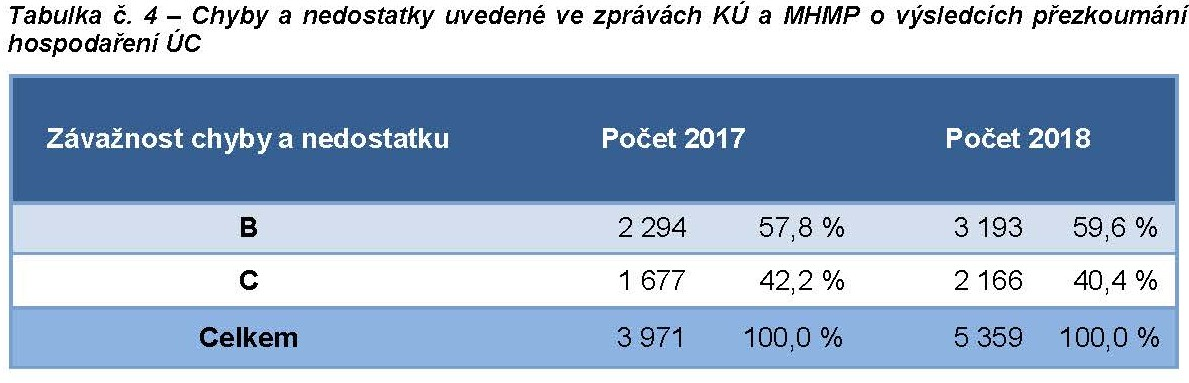 Tabulka č. 4 – Chyby a nedostatky uvedené ve zprávách KÚ a MHMP o výsledcích přezkoumání
hospodaření ÚC
Závažnost chyby a nedostatku Počet 2017 Počet 2018
B 2 294 57,8 % 3 193 59,6 %
C 1 677 42,2 % 2 166 40,4 %
Celkem 3 971 100,0 % 5 359 100,0 %